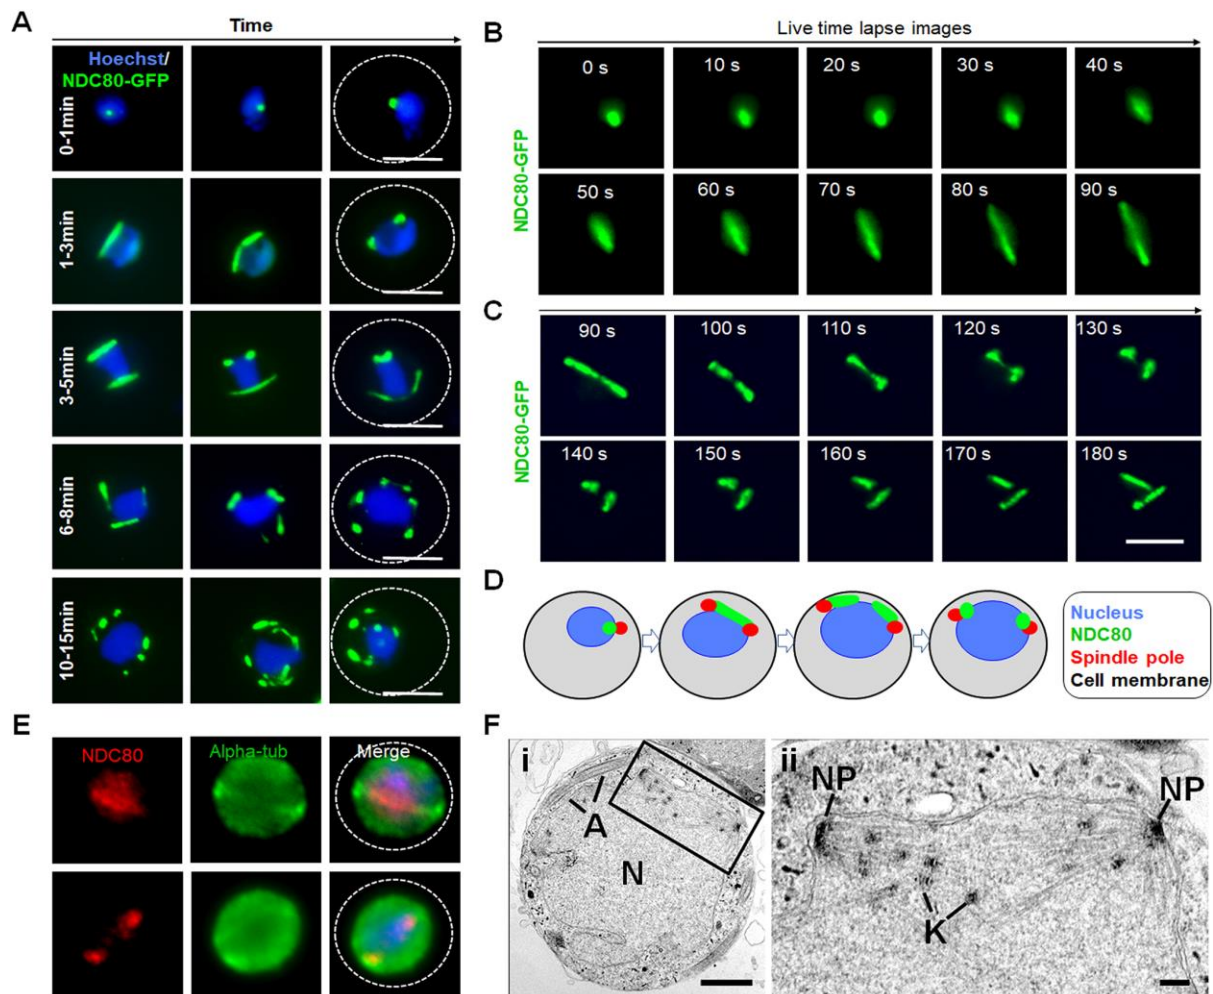 A
Time
Hoechst/
NDC80-GFP
0-1min
1-3min
3-5min
6-8min
10-15min
B
Live time lapse images
NDC80-GFP
0 s
10 s
20 s
30 s
40 s
50 s
60 s
70 s
80 s
90 s
C
NDC80-GFP
90 s
100 s
110 s
120 s
130 s
140 s
150 s
160 s
170 s
180 s
D
Nucleus
NDC80
Spindle pole
Cell membrane
E
NDC80
Alpha-tub
Merge
F
i
A
N
ii
NP
NP
K